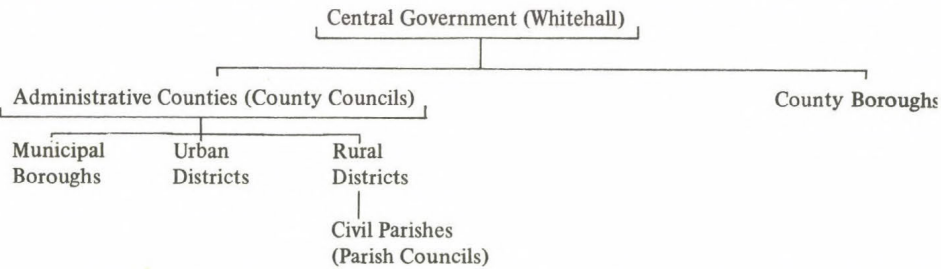 Central Government (Whitehall)
Administrative Counties (County Councils)
County Boroughs
Municipal
Boroughs
Urban
Districts
Rural
Districts
Civil Parishes
(Parish Councils)